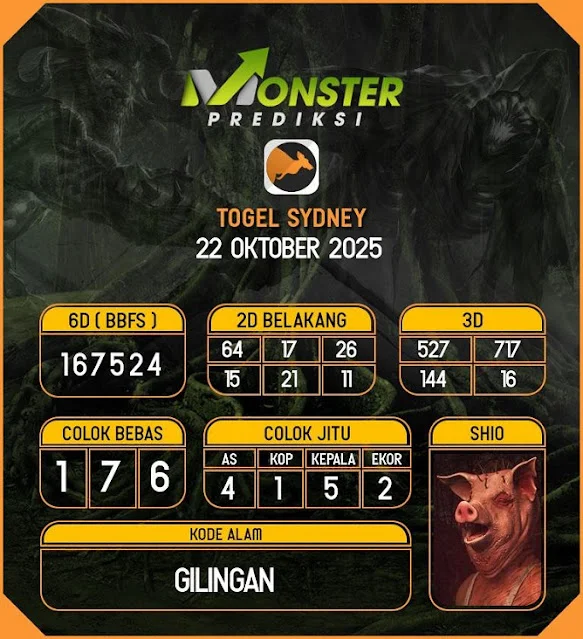 MONSTER
PREDIKSI
TOGEL SYDNEY
22 OKTOBER 2025
6D ( BBFS )
167524
2D BELAKANG
64 17 26
15 21 11
3D
527 717
144 16
COLOK BEBAS
1 7 6
COLOK JITU
AS KOP KEPALA EKOR
4 1 5 2
SHIO
KODE ALAM
GILINGAN